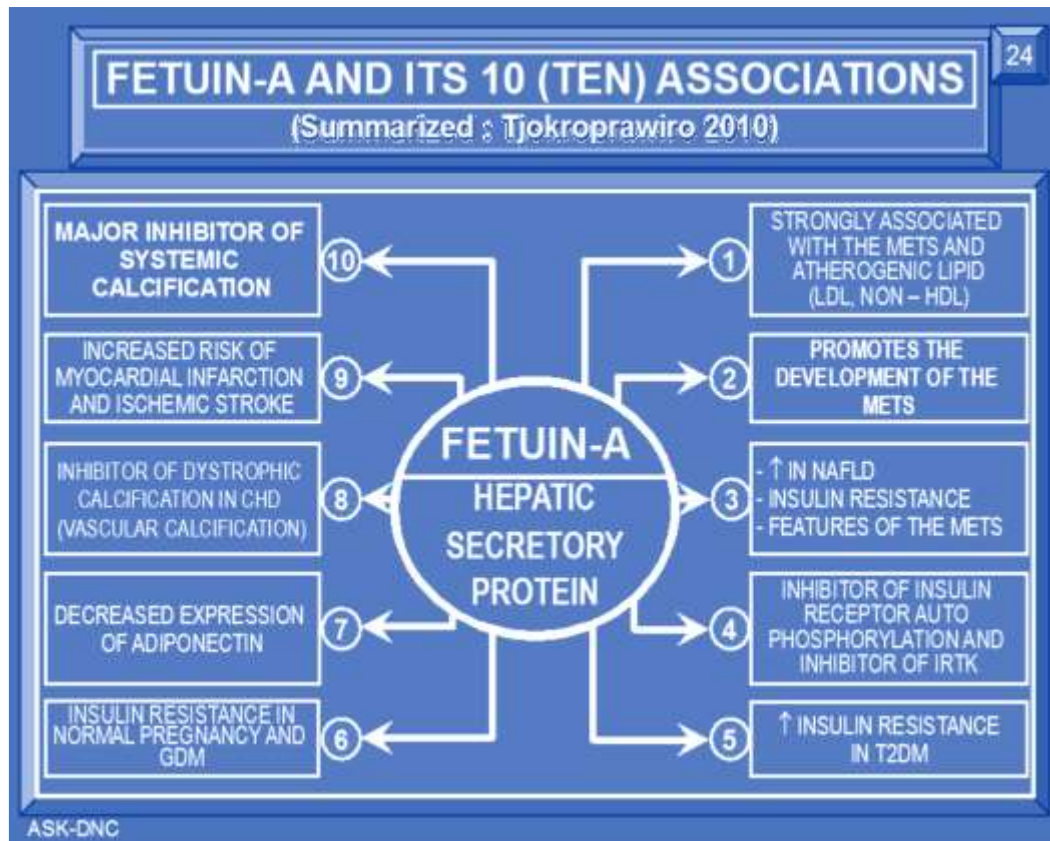 24
FETUIN-A AND ITS 10 (TEN) ASSOCIATIONS
(Summarized : Tjokroprawiro 2010)
MAJOR INHIBITOR OF
SYSTEMIC
CALCIFICATION
10
INCREASED RISK OF
MYOCARDIAL INFARCTION
AND ISCHEMIC STROKE
9
INHIBITOR OF DYSTROPHIC
CALCIFICATION IN CHD
(VASCULAR CALCIFICATION)
8
DECREASED EXPRESSION
OF ADIPONECTIN
7
INSULIN RESISTANCE IN
NORMAL PREGNANCY AND
GDM
6
FETUIN-A
HEPATIC
SECRETORY
PROTEIN
1
STRONGLY ASSOCIATED
WITH THE METS AND
ATHEROGENIC LIPID
(LDL, NON – HDL)
2
PROMOTES THE
DEVELOPMENT OF THE
METS
3
- ↑ IN NAFLD
- INSULIN RESISTANCE
- FEATURES OF THE METS
4
INHIBITOR OF INSULIN
RECEPTOR AUTO
PHOSPHORYLATION AND
INHIBITOR OF IRTK
5
↑ INSULIN RESISTANCE
IN T2DM
ASK-DNC